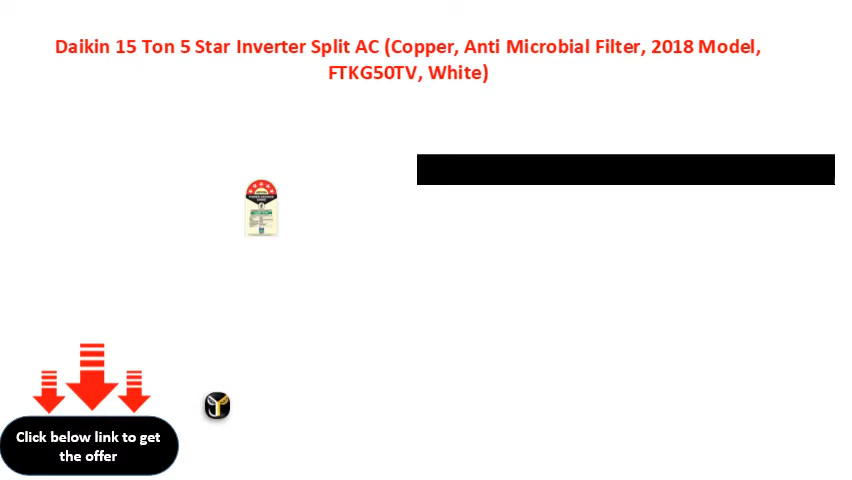 Daikin 15 Ton 5 Star Inverter Split AC (Copper, Anti Microbial Filter, 2018 Model,
FTKG50TV, White)
Click below link to get
the offer